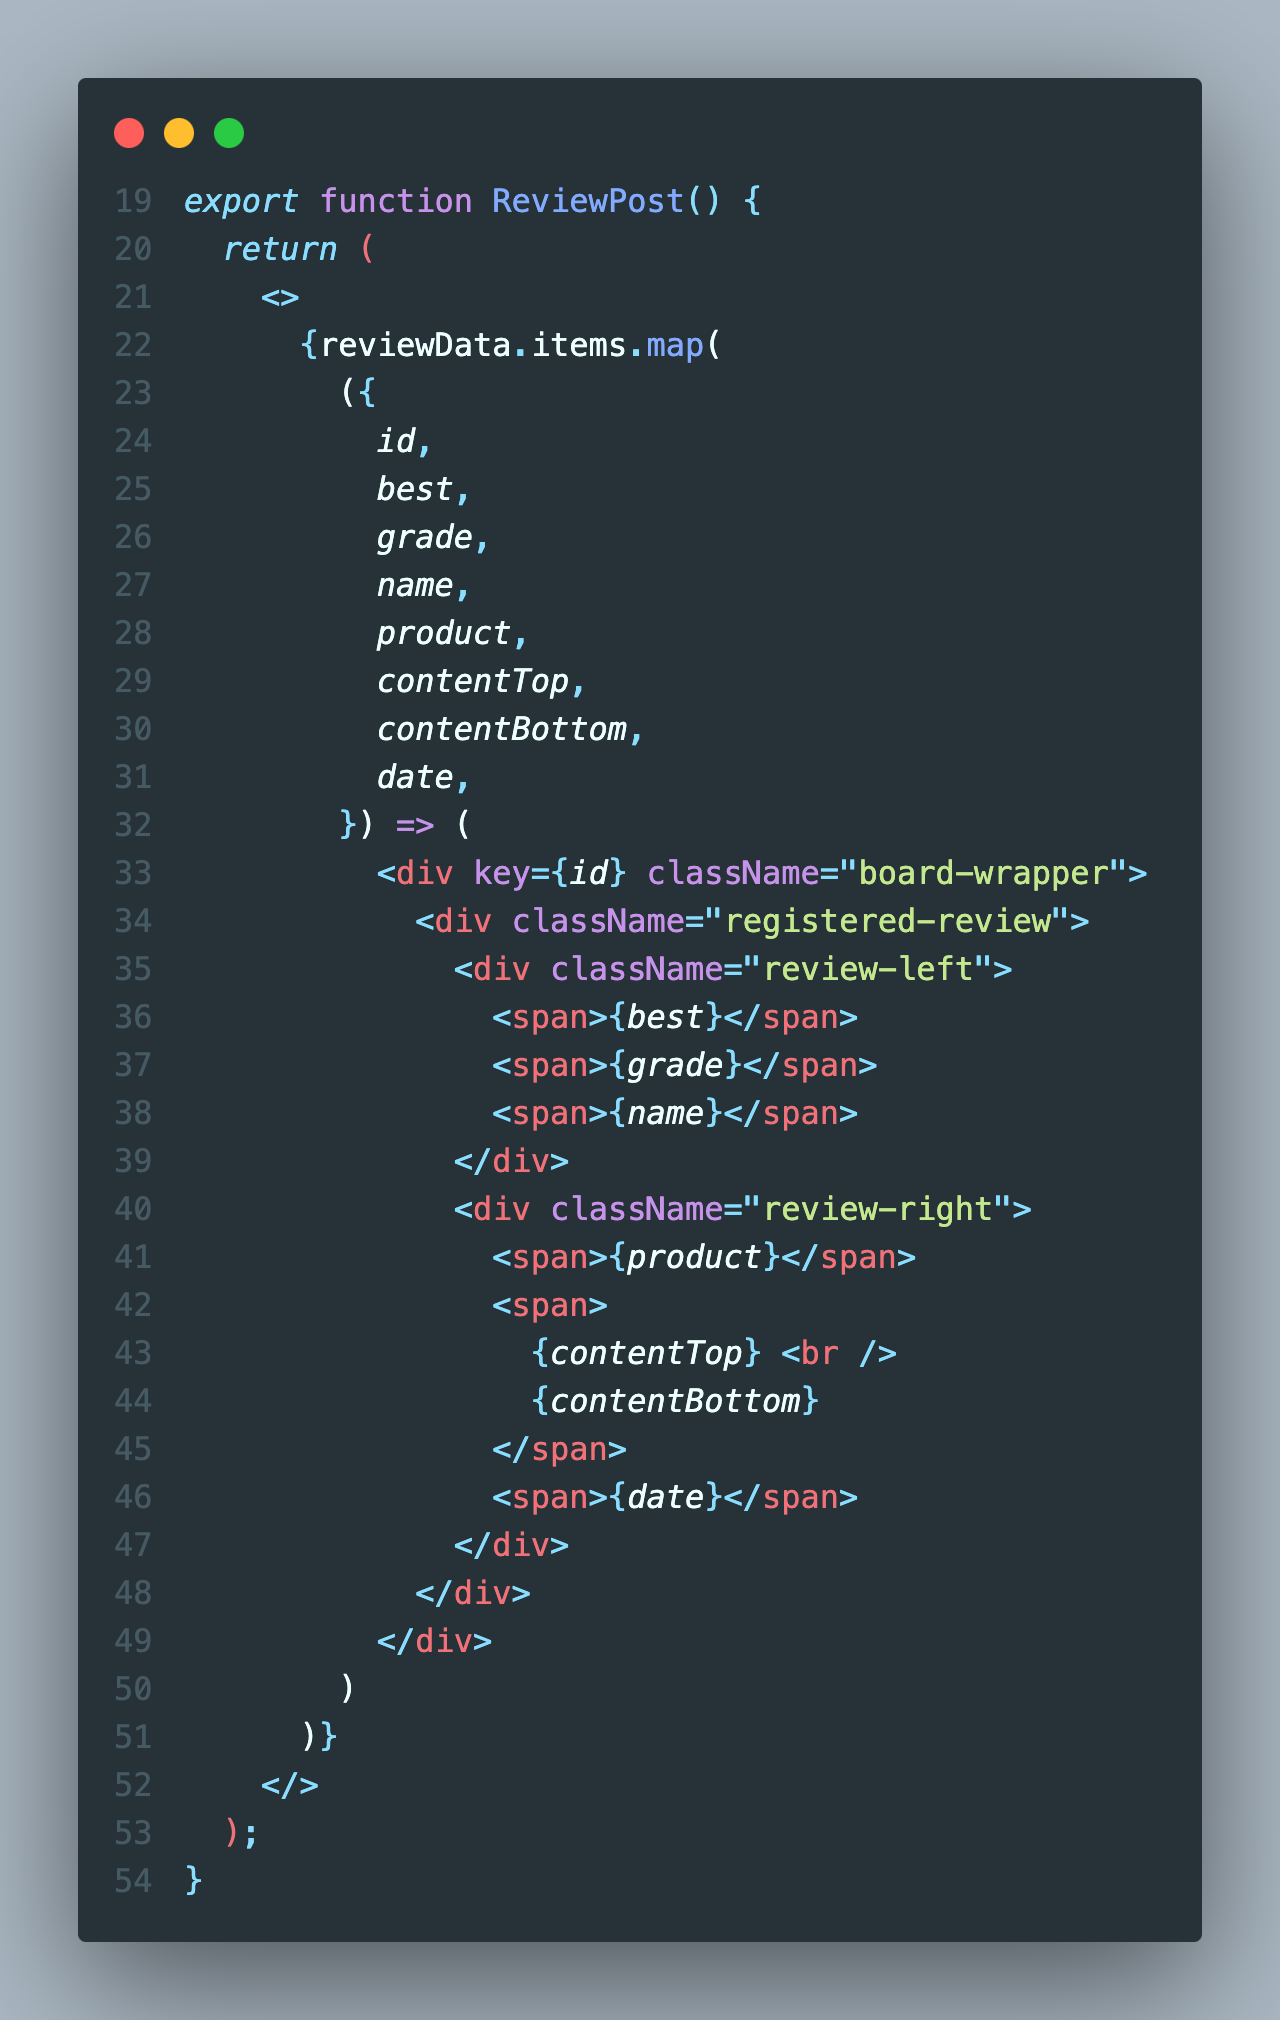 19 export function ReviewPost() {
20   return (
21     <>
22       {reviewData.items.map(
23         ({
24           id,
25           best,
26           grade,
27           name,
28           product,
29           contentTop,
30           contentBottom,
31           date,
32         }) => (
33           <div key={id} className="board-wrapper">
34             <div className="registered-review">
35               <div className="review-left">
36                 <span>{best}</span>
37                 <span>{grade}</span>
38                 <span>{name}</span>
39               </div>
40               <div className="review-right">
41                 <span>{product}</span>
42                 <span>
43                   {contentTop} <br />
44                   {contentBottom}
45                 </span>
46                 <span>{date}</span>
47               </div>
48             </div>
49           </div>
50         )
51       )}
52     </>
53   );
54 }